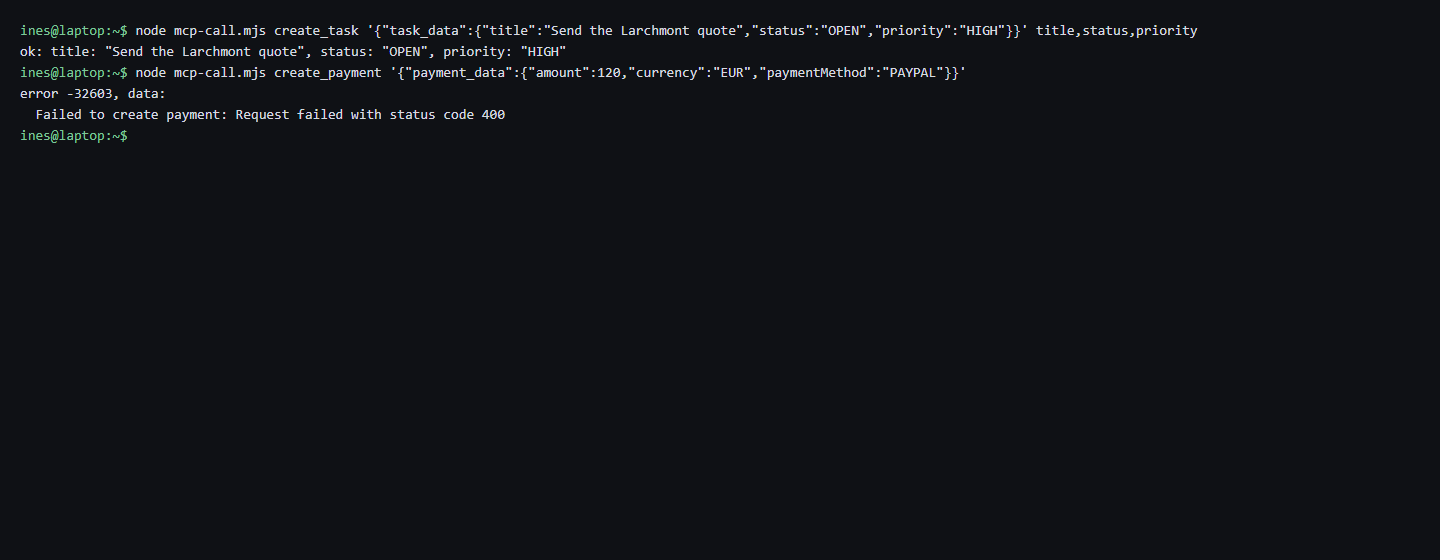 ines@laptop:~$ node mcp-call.mjs create_task '{"task_data":{"title":"Send the Larchmont quote","status":"OPEN","priority":"HIGH"}}' title,status,priority
ok: title: "Send the Larchmont quote", status: "OPEN", priority: "HIGH"
ines@laptop:~$ node mcp-call.mjs create_payment '{"payment_data":{"amount":120,"currency":"EUR","paymentMethod":"PAYPAL"}}'
error -32603, data:
  Failed to create payment: Request failed with status code 400
ines@laptop:~$